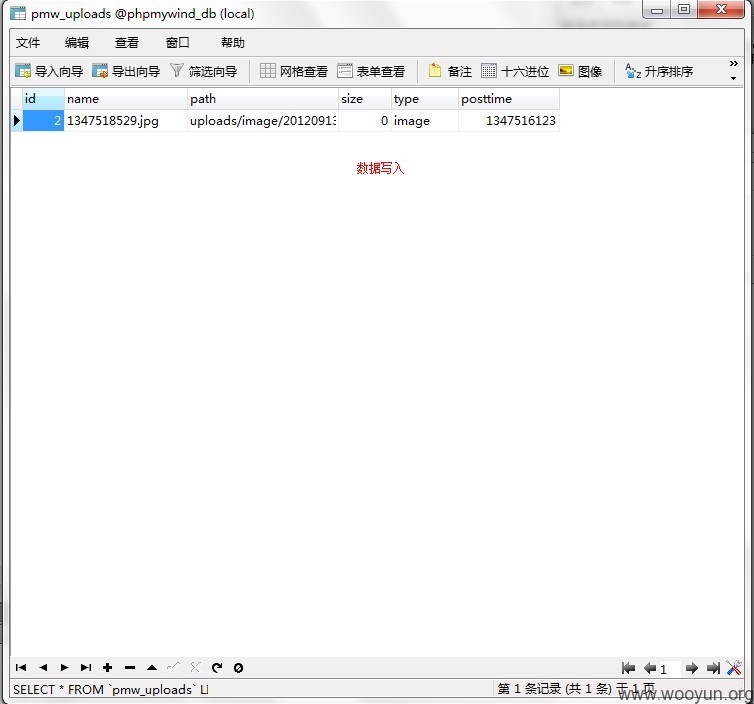 pmw_uploads @phpmywind_db (local)
文件 编辑 查看 窗口 帮助
导入向导 导出向导 筛选向导 网格查看 表单查看 备注 十六进位 图像 升序排序
id name path size type posttime
2 1347518529.jpg uploads/image/20120913 0 image 1347516123
数据写入
1
SELECT * FROM `pmw_uploads` LI
第 1 条记录 (共 1 条) 于 1 页
www.wooyun.org